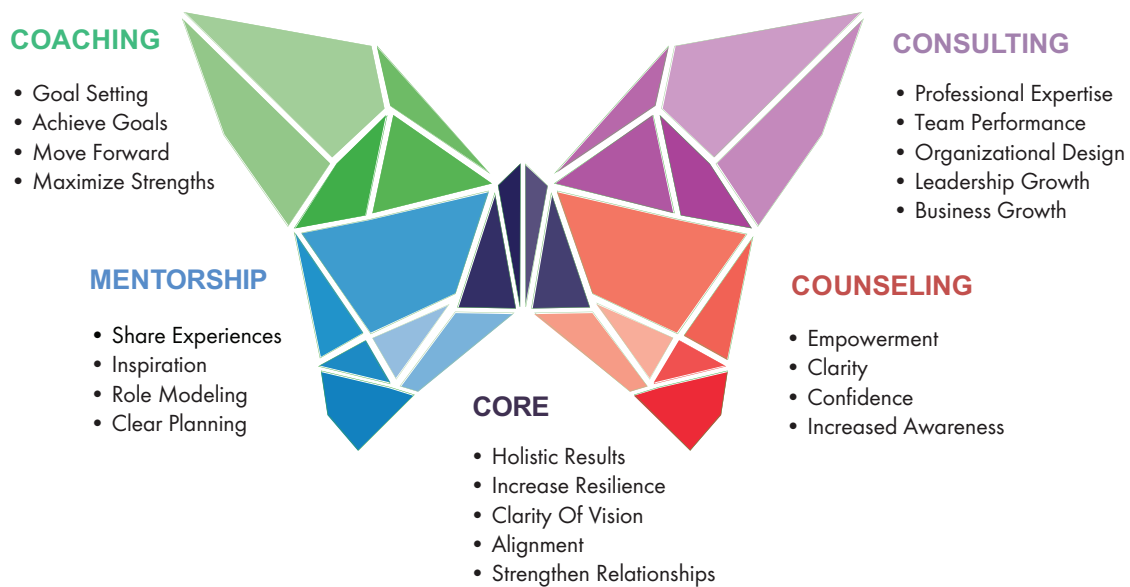 COACHING
• Goal Setting
• Achieve Goals
• Move Forward
• Maximize Strengths
CONSULTING
• Professional Expertise
• Team Performance
• Organizational Design
• Leadership Growth
• Business Growth
MENTORSHIP
• Share Experiences
• Inspiration
• Role Modeling
• Clear Planning
COUNSELING
• Empowerment
• Clarity
• Confidence
• Increased Awareness
CORE
• Holistic Results
• Increase Resilience
• Clarity Of Vision
• Alignment
• Strengthen Relationships